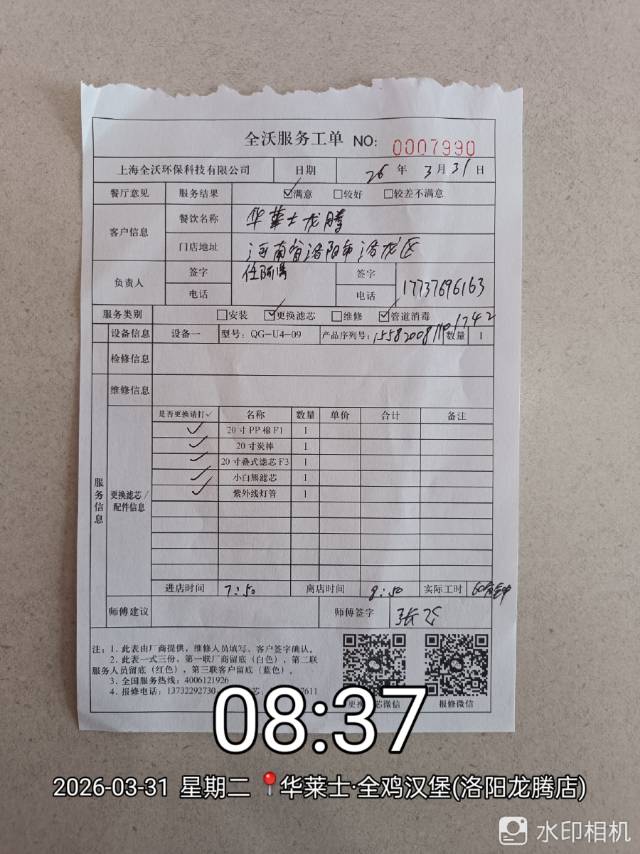 全沃服务工单 NO: 0007990
上海全沃环保科技有限公司 日期 26 年 3 月 31 日
餐厅意见 服务结果 ☑满意 □较好 □较差不满意
客户信息 餐饮名称 华莱士龙腾
门店地址 河南省洛阳市洛龙区
负责人 签字 签字
电话 电话 17737696163
服务类别 □安装 ☑更换滤芯 □维修 ☑管道消毒
设备信息 设备一 型号: QG-U4-09 产品序列号: 数量 1
检修信息
维修信息
服务信息 更换滤芯/配件信息
是否更换请打✓ 名称 数量 单价 合计 备注
✓ 20寸PP棉F1 1
✓ 20寸炭棒 1
✓ 20寸叠式滤芯F3 1
✓ 小白熊滤芯 1
✓ 紫外线灯管 1
进店时间 7:50 离店时间 8:50 实际工时 60分钟
师傅建议 师傅签字
注: 1. 此表由厂商提供，维修人员填写、客户签字确认。
2. 此表一式三份，第一联厂商留底（白色），第二联
服务人员留底（红色），第三联客户留底（蓝色）。
3. 全国服务热线: 4006121926
4. 报修电话: 13732292730 7611
微信 报修微信
08:37
2026-03-31 星期二 华莱士·全鸡汉堡(洛阳龙腾店)
水印相机